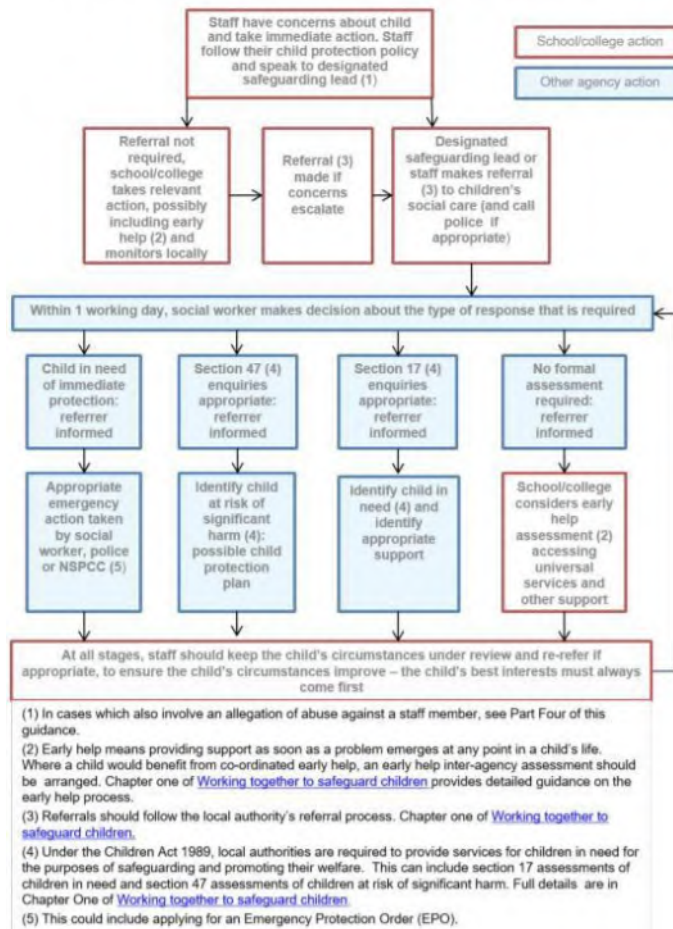 Staff have concerns about child
and take immediate action. Staff
follow their child protection policy
and speak to designated
safeguarding lead (1)
School/college action
Other agency action
Referral not
required,
school/college
takes relevant
action, possibly
including early
help (2) and
monitors locally
Referral (3)
made if
concerns
escalate
Designated
safeguarding lead or
staff makes referral
(3) to children's
social care (and call
police if
appropriate)
Within 1 working day, social worker makes decision about the type of response that is required
Child in need
of immediate
protection:
referrer
informed
Section 47 (4)
enquiries
appropriate:
referrer
informed
Section 17 (4)
enquiries
appropriate:
referrer
informed
No formal
assessment
required:
referrer
informed
Appropriate
emergency
action taken
by social
worker, police
or NSPCC (5)
Identify child
at risk of
significant
harm (4):
possible child
protection
plan
Identify child in
need (4) and
identify
appropriate
support
School/college
considers early
help
assessment (2)
accessing
universal
services and
other support
At all stages, staff should keep the child's circumstances under review and re-refer if
appropriate, to ensure the child's circumstances improve – the child's best interests must always
come first
(1) In cases which also involve an allegation of abuse against a staff member, see Part Four of this
guidance.
(2) Early help means providing support as soon as a problem emerges at any point in a child's life.
Where a child would benefit from co-ordinated early help, an early help inter-agency assessment should
be arranged. Chapter one of Working together to safeguard children provides detailed guidance on the
early help process.
(3) Referrals should follow the local authority's referral process. Chapter one of Working together to
safeguard children.
(4) Under the Children Act 1989, local authorities are required to provide services for children in need for
the purposes of safeguarding and promoting their welfare. This can include section 17 assessments of
children in need and section 47 assessments of children at risk of significant harm. Full details are in
Chapter One of Working together to safeguard children
(5) This could include applying for an Emergency Protection Order (EPO).